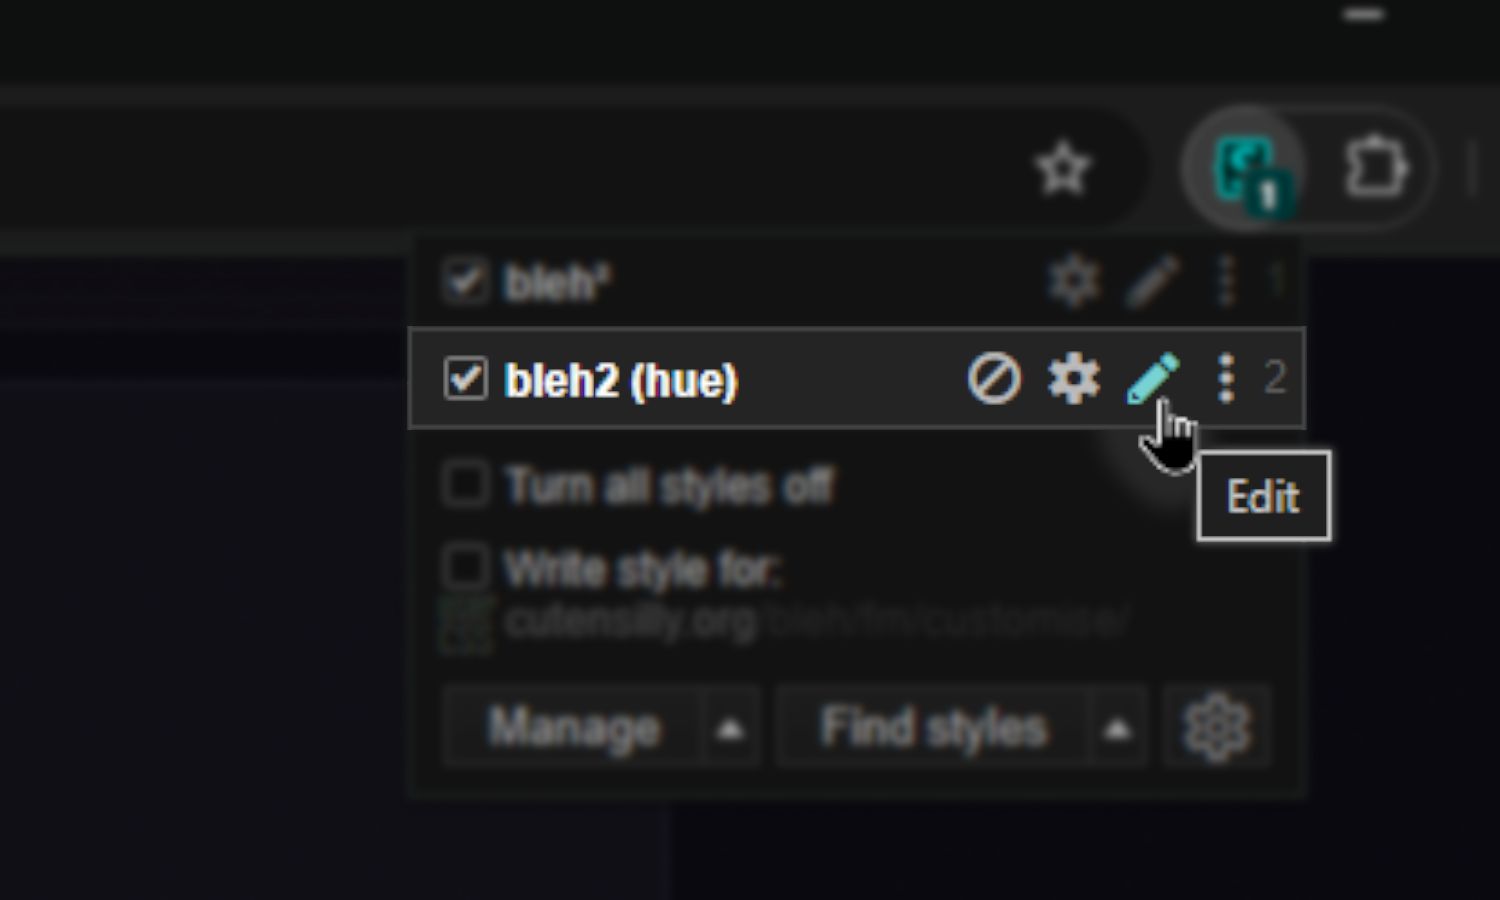 1
bleh³ 1
bleh2 (hue) 2
Edit
Turn all styles off
Write style for:
cutensilly.org/bleh/fm/customise/
Manage Find styles